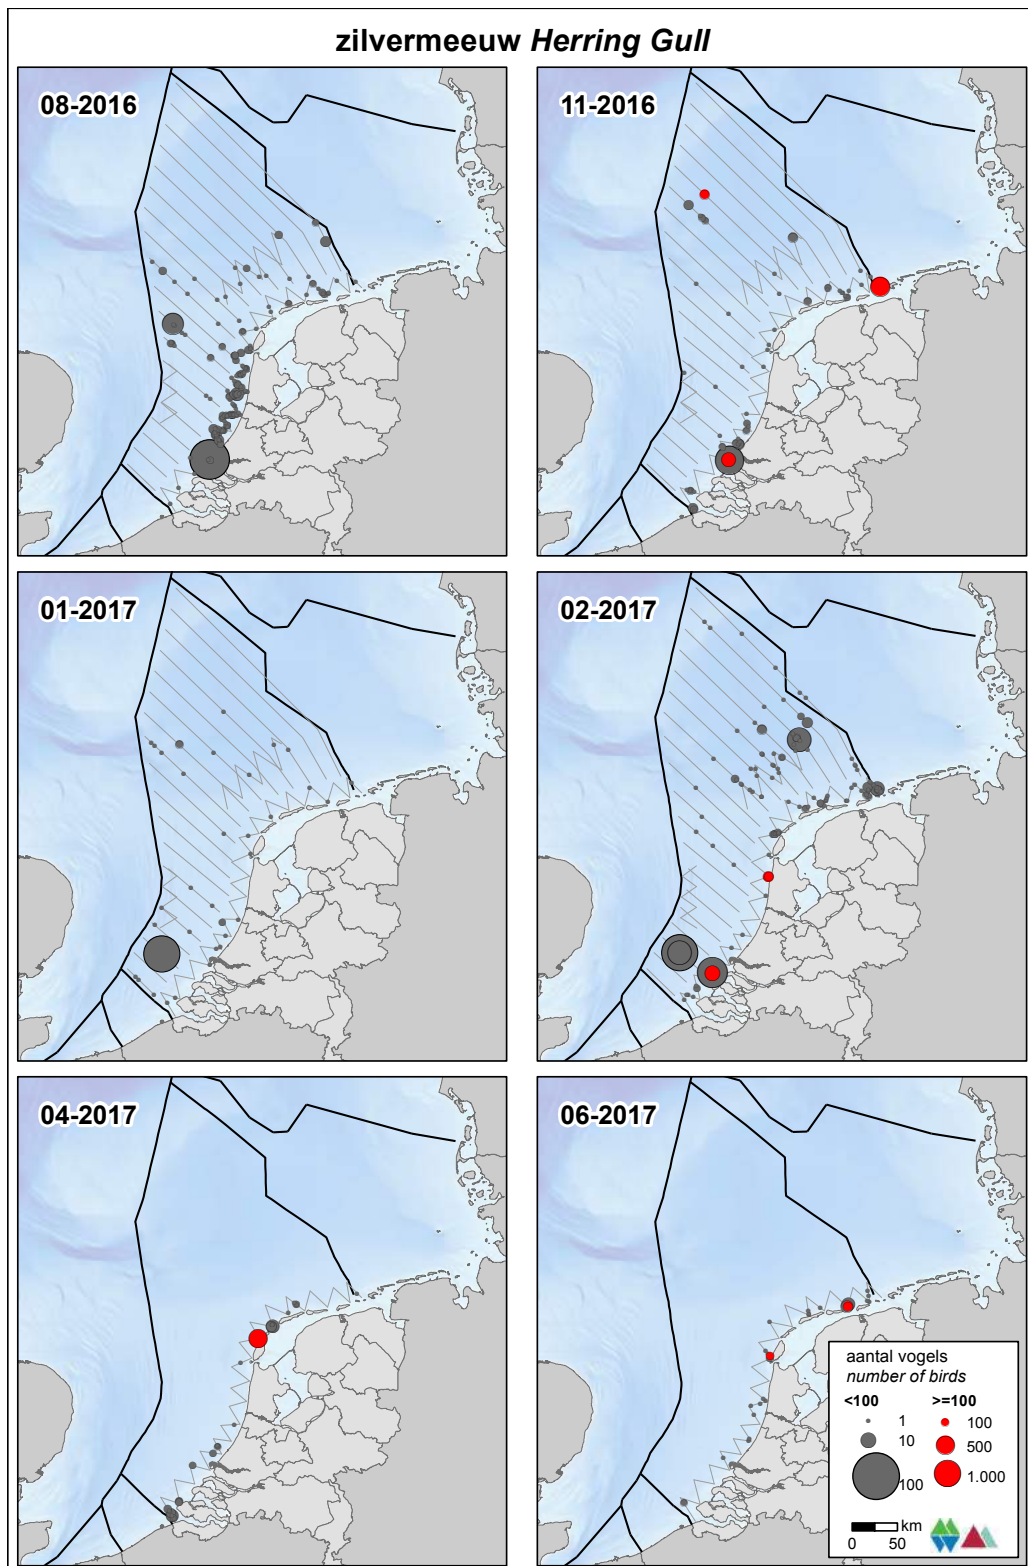 zilvermeeuw Herring Gull
08-2016
11-2016
01-2017
02-2017
04-2017
06-2017
aantal vogels
number of birds
<100 >=100
1 100
10 500
100 1.000
km
0 50